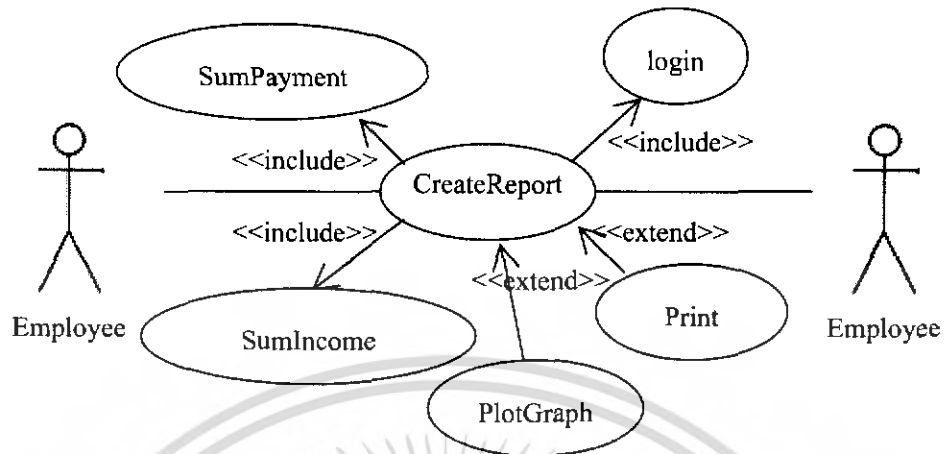 SumPayment
login
<<include>>
<<include>>
CreateReport
<<include>>
<<extend>>
<<extend>>
Employee
SumIncome
Print
Employee
PlotGraph